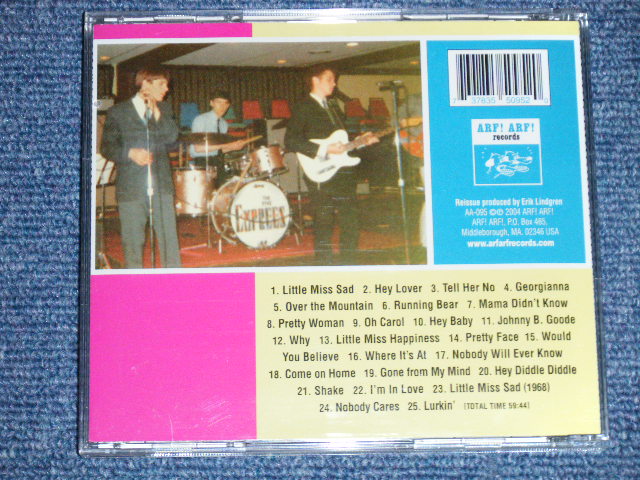 THE FIVE
EMPREES
7 37835 50952 0
ARF! ARF!
records
Reissue produced by Erik Lindgren
AA-095 ©℗ 2004 ARF! ARF!
ARF! ARF!, P.O. Box 465,
Middleborough, MA. 02346 USA
www.arfarfrecords.com
1. Little Miss Sad 2. Hey Lover 3. Tell Her No 4. Georgianna
5. Over the Mountain 6. Running Bear 7. Mama Didn't Know
8. Pretty Woman 9. Oh Carol 10. Hey Baby 11. Johnny B. Goode
12. Why 13. Little Miss Happiness 14. Pretty Face 15. Would
You Believe 16. Where It's At 17. Nobody Will Ever Know
18. Come on Home 19. Gone from My Mind 20. Hey Diddle Diddle
21. Shake 22. I'm In Love 23. Little Miss Sad (1968)
24. Nobody Cares 25. Lurkin' [TOTAL TIME 59:44]